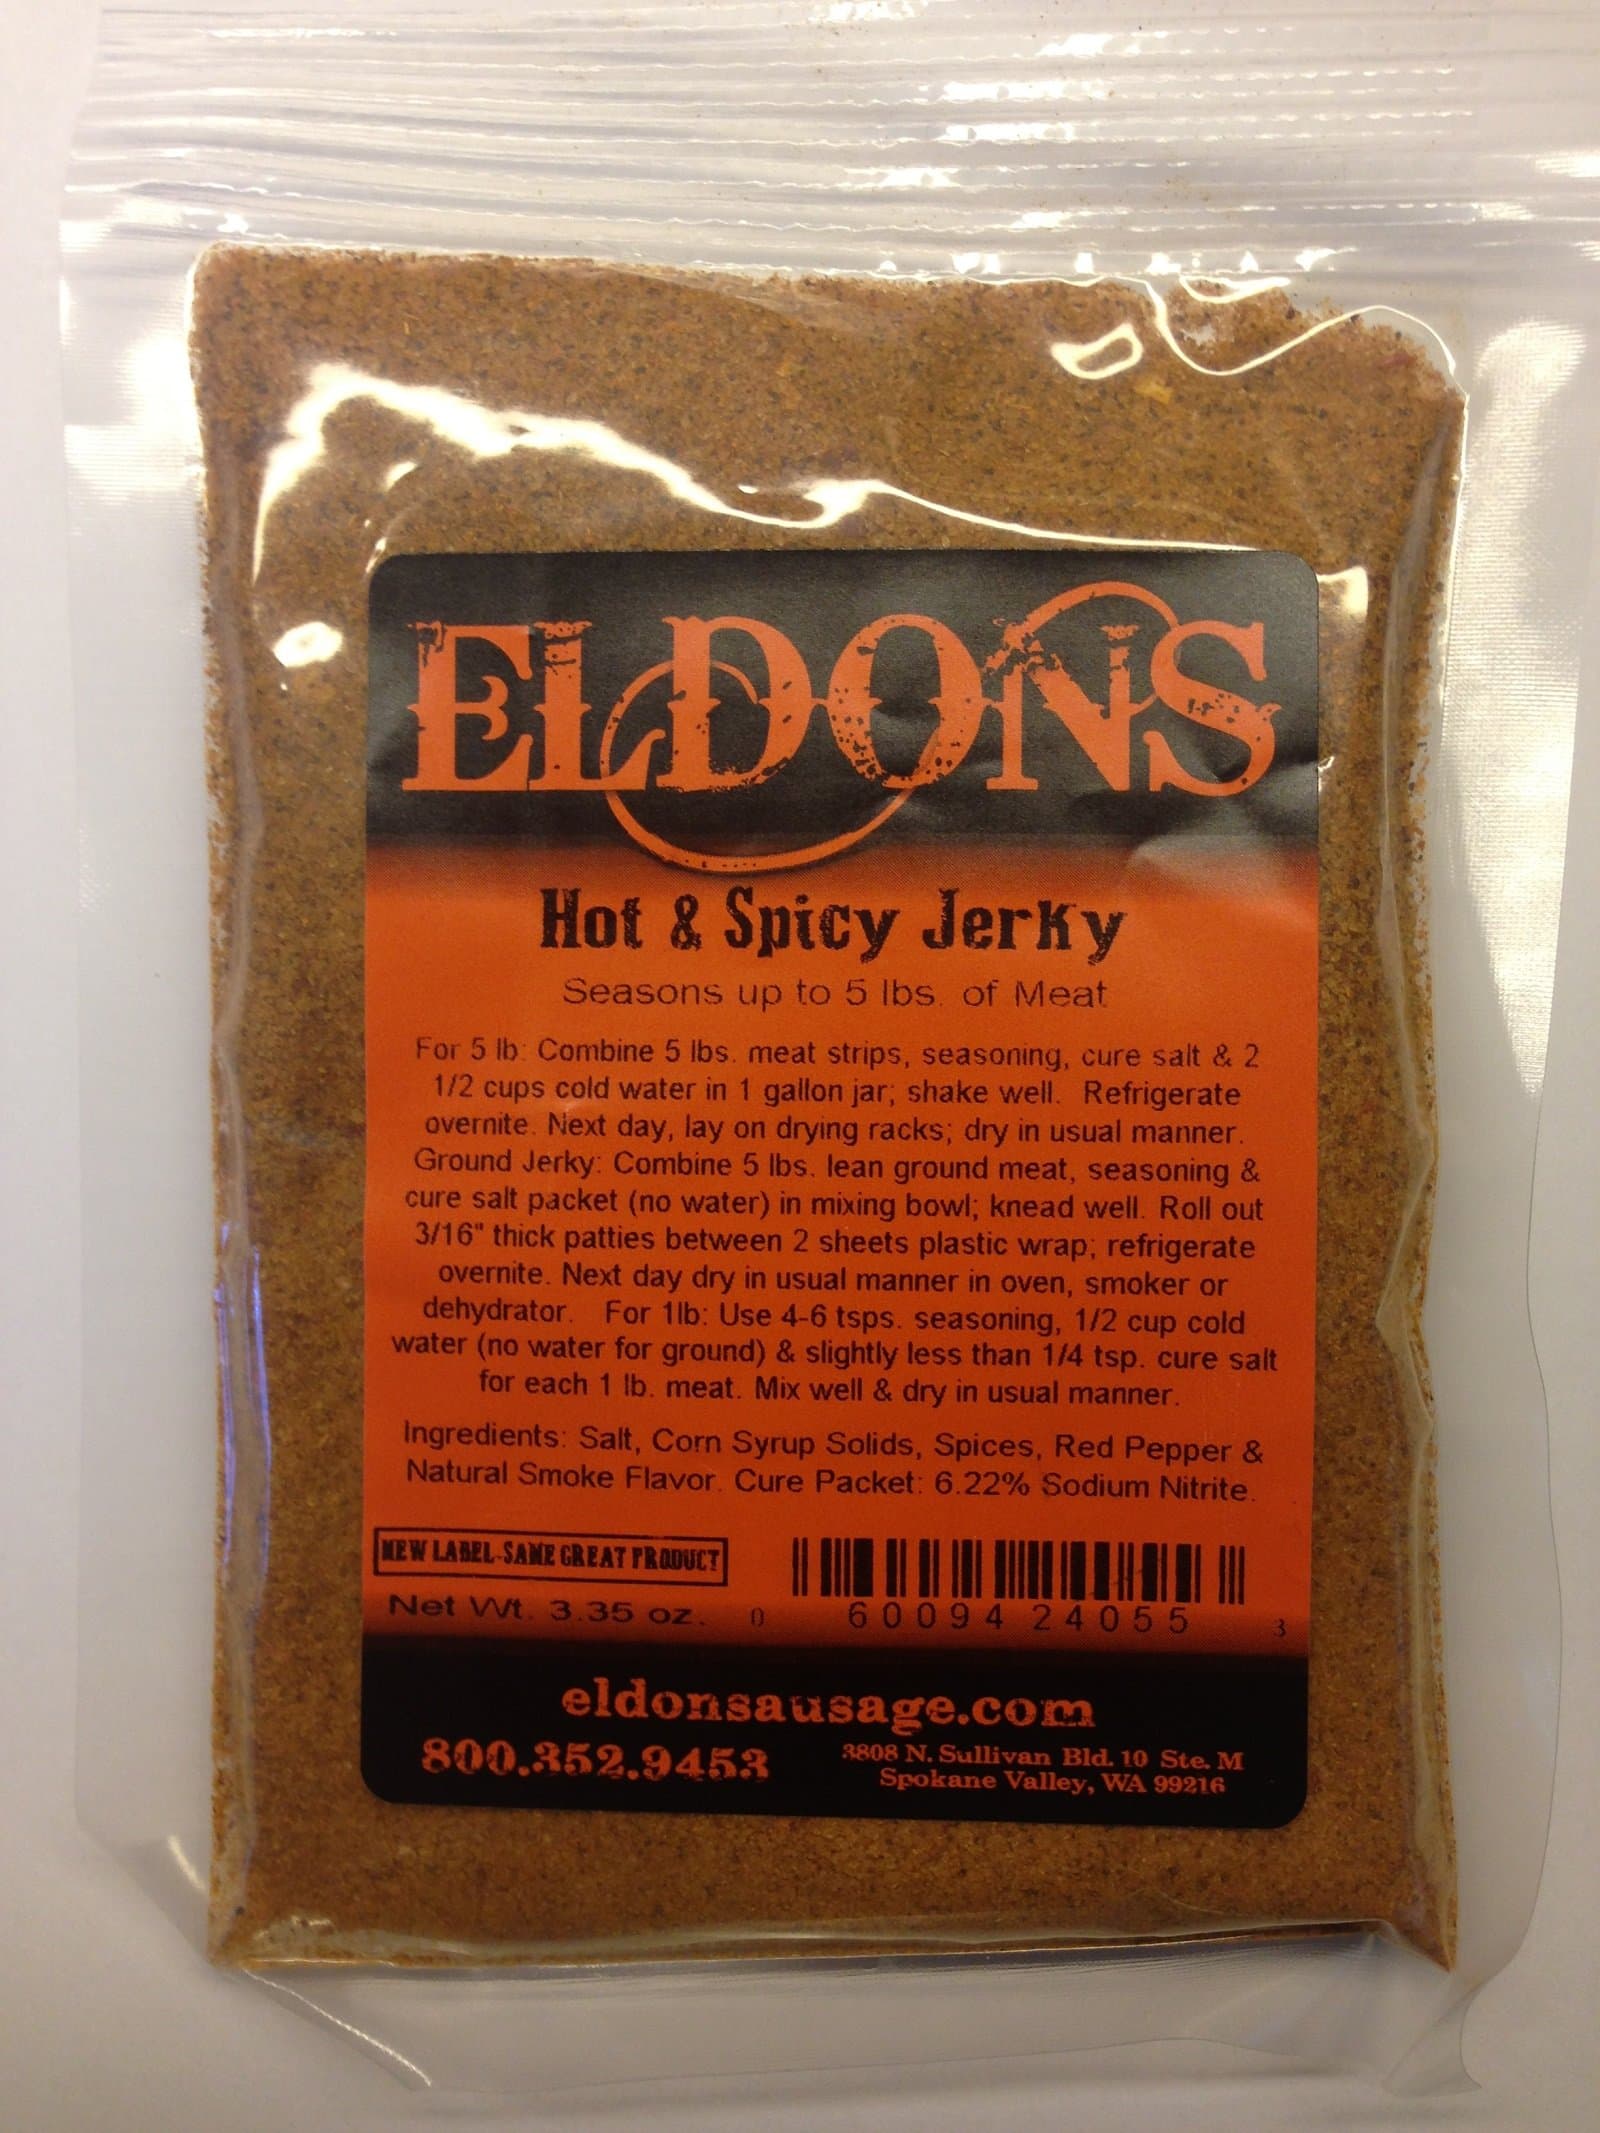 ELDONS
Hot & Spicy Jerky
Seasons up to 5 lbs. of Meat
For 5 lb: Combine 5 lbs. meat strips, seasoning, cure salt & 2
1/2 cups cold water in 1 gallon jar; shake well. Refrigerate
overnite. Next day, lay on drying racks; dry in usual manner.
Ground Jerky: Combine 5 lbs. lean ground meat, seasoning &
cure salt packet (no water) in mixing bowl; knead well. Roll out
3/16" thick patties between 2 sheets plastic wrap; refrigerate
overnite. Next day dry in usual manner in oven, smoker or
dehydrator. For 1lb: Use 4-6 tsps. seasoning, 1/2 cup cold
water (no water for ground) & slightly less than 1/4 tsp. cure salt
for each 1 lb. meat. Mix well & dry in usual manner.
Ingredients: Salt, Corn Syrup Solids, Spices, Red Pepper &
Natural Smoke Flavor. Cure Packet: 6.22% Sodium Nitrite.
NEW LABEL-SAME GREAT PRODUCT
Net Wt. 3.35 oz.
0 60094 24055 3
eldonsausage.com
800.352.9453
3808 N. Sullivan Bld. 10 Ste. M
Spokane Valley, WA 99216